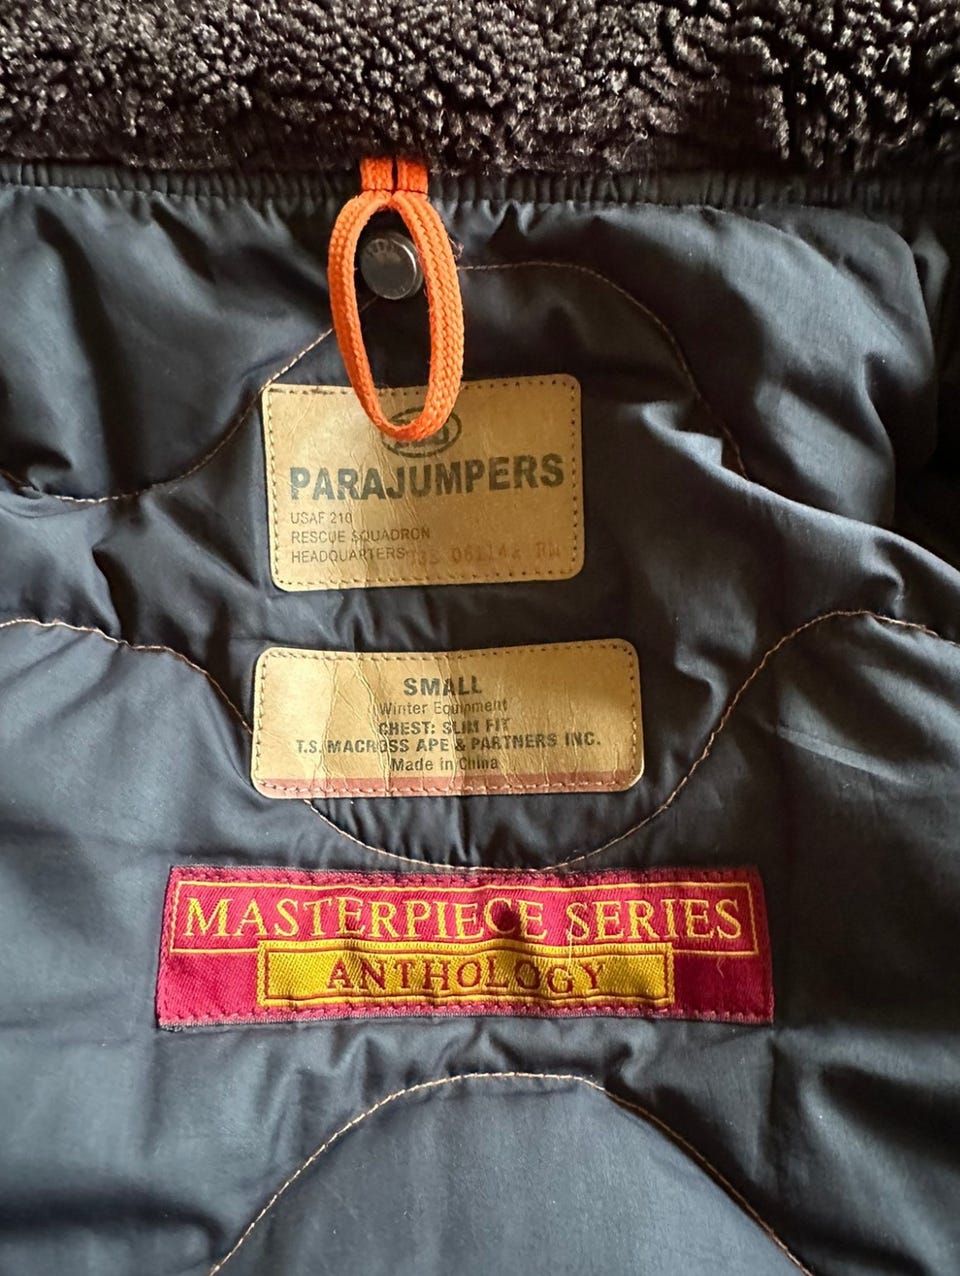 PARAJUMPERS
USAF 210
RESCUE SQUADRON
HEADQUARTERS
SMALL
Winter Equipment
CHEST: SLIM FIT
T.S. MACROSS APE & PARTNERS INC.
Made in China
MASTERPIECE SERIES
ANTHOLOGY